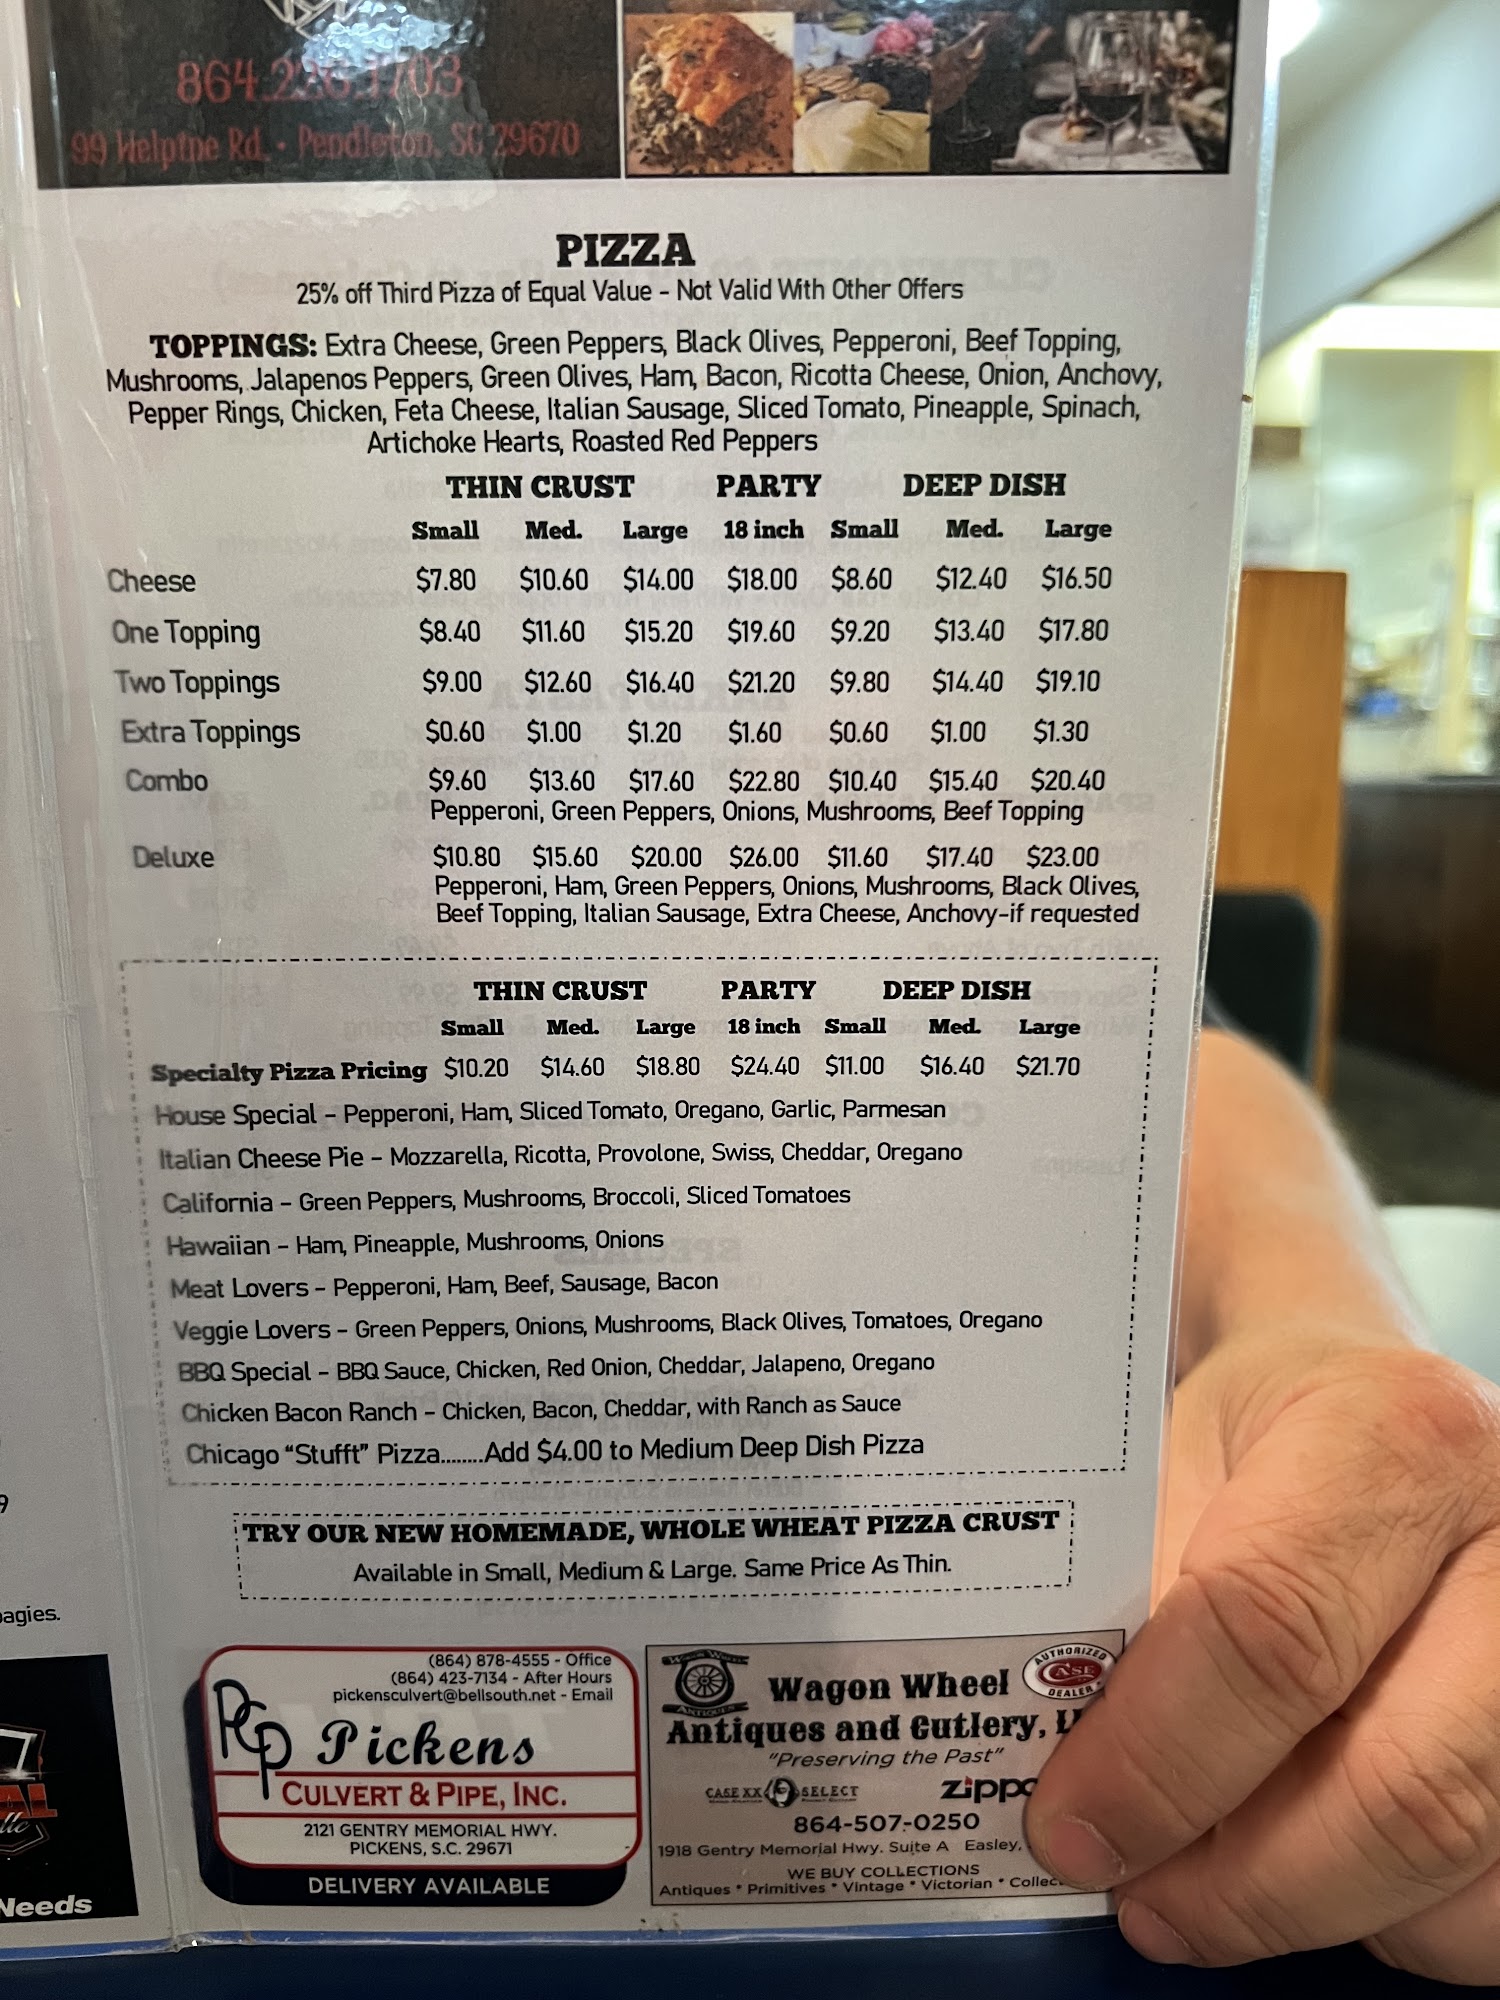 99 Welpine Rd. • Pendleton, SC 29670
PIZZA
25% off Third Pizza of Equal Value - Not Valid With Other Offers
TOPPINGS: Extra Cheese, Green Peppers, Black Olives, Pepperoni, Beef Topping,
Mushrooms, Jalapenos Peppers, Green Olives, Ham, Bacon, Ricotta Cheese, Onion, Anchovy,
Pepper Rings, Chicken, Feta Cheese, Italian Sausage, Sliced Tomato, Pineapple, Spinach,
Artichoke Hearts, Roasted Red Peppers
THIN CRUST PARTY DEEP DISH
Small Med. Large 18 inch Small Med. Large
Cheese $7.80 $10.60 $14.00 $18.00 $8.60 $12.40 $16.50
One Topping $8.40 $11.60 $15.20 $19.60 $9.20 $13.40 $17.80
Two Toppings $9.00 $12.60 $16.40 $21.20 $9.80 $14.40 $19.10
Extra Toppings $0.60 $1.00 $1.20 $1.60 $0.60 $1.00 $1.30
Combo $9.60 $13.60 $17.60 $22.80 $10.40 $15.40 $20.40
Pepperoni, Green Peppers, Onions, Mushrooms, Beef Topping
Deluxe $10.80 $15.60 $20.00 $26.00 $11.60 $17.40 $23.00
Pepperoni, Ham, Green Peppers, Onions, Mushrooms, Black Olives,
Beef Topping, Italian Sausage, Extra Cheese, Anchovy-if requested
THIN CRUST PARTY DEEP DISH
Small Med. Large 18 inch Small Med. Large
Specialty Pizza Pricing $10.20 $14.60 $18.80 $24.40 $11.00 $16.40 $21.70
House Special - Pepperoni, Ham, Sliced Tomato, Oregano, Garlic, Parmesan
Italian Cheese Pie - Mozzarella, Ricotta, Provolone, Swiss, Cheddar, Oregano
California - Green Peppers, Mushrooms, Broccoli, Sliced Tomatoes
Hawaiian - Ham, Pineapple, Mushrooms, Onions
Meat Lovers - Pepperoni, Ham, Beef, Sausage, Bacon
Veggie Lovers - Green Peppers, Onions, Mushrooms, Black Olives, Tomatoes, Oregano
BBQ Special - BBQ Sauce, Chicken, Red Onion, Cheddar, Jalapeno, Oregano
Chicken Bacon Ranch - Chicken, Bacon, Cheddar, with Ranch as Sauce
Chicago "Stufft" Pizza........Add $4.00 to Medium Deep Dish Pizza
TRY OUR NEW HOMEMADE, WHOLE WHEAT PIZZA CRUST
Available in Small, Medium & Large. Same Price As Thin.
(864) 878-4555 - Office
(864) 423-7134 - After Hours
pickensculvert@bellsouth.net - Email
PCP
Pickens
CULVERT & PIPE, INC.
2121 GENTRY MEMORIAL HWY.
PICKENS, S.C. 29671
DELIVERY AVAILABLE
WAGON WHEEL
ANTIQUES
AUTHORIZED
CASE
DEALER
Wagon Wheel
Antiques and Cutlery,
"Preserving the Past"
CASE XX SELECT
ZIPPO
864-507-0250
1918 Gentry Memorial Hwy. Suite A Easley,
WE BUY COLLECTIONS
Antiques * Primitives * Vintage * Victorian * Collec
Needs